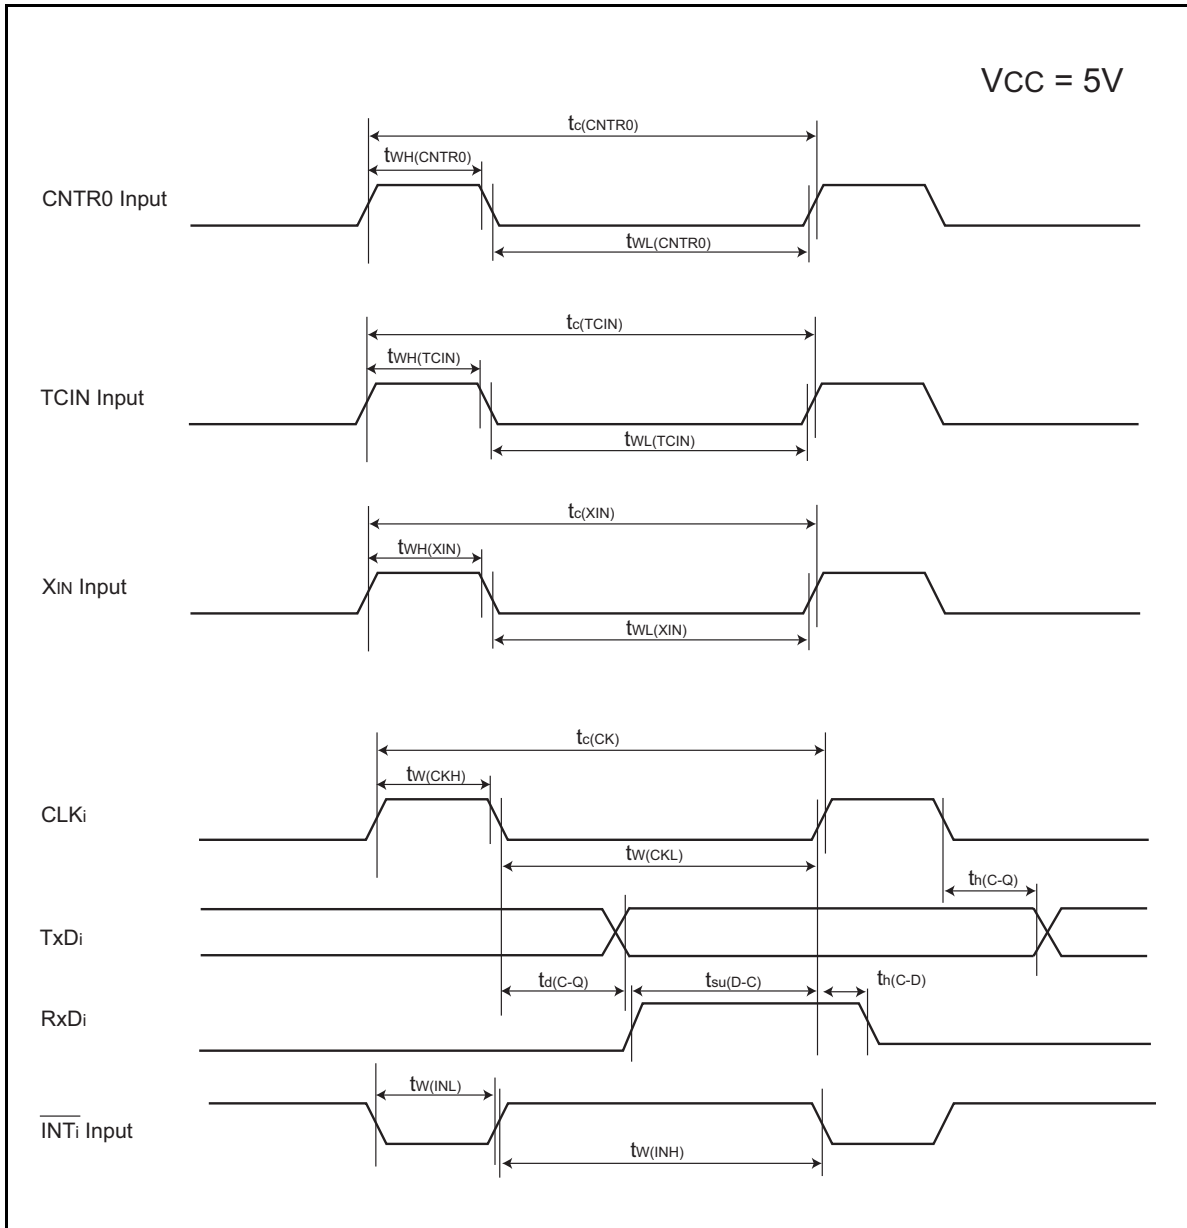 VCC = 5V
tc(CNTR0)
tWH(CNTR0)
CNTR0 Input
tWL(CNTR0)
tc(TCIN)
tWH(TCIN)
TCIN Input
tWL(TCIN)
tc(XIN)
tWH(XIN)
XIN Input
tWL(XIN)
tc(CK)
tW(CKH)
CLKi
tW(CKL)
th(C-Q)
TxDi
td(C-Q)
tsu(D-C)
th(C-D)
RxDi
tW(INL)
INTi Input
tW(INH)